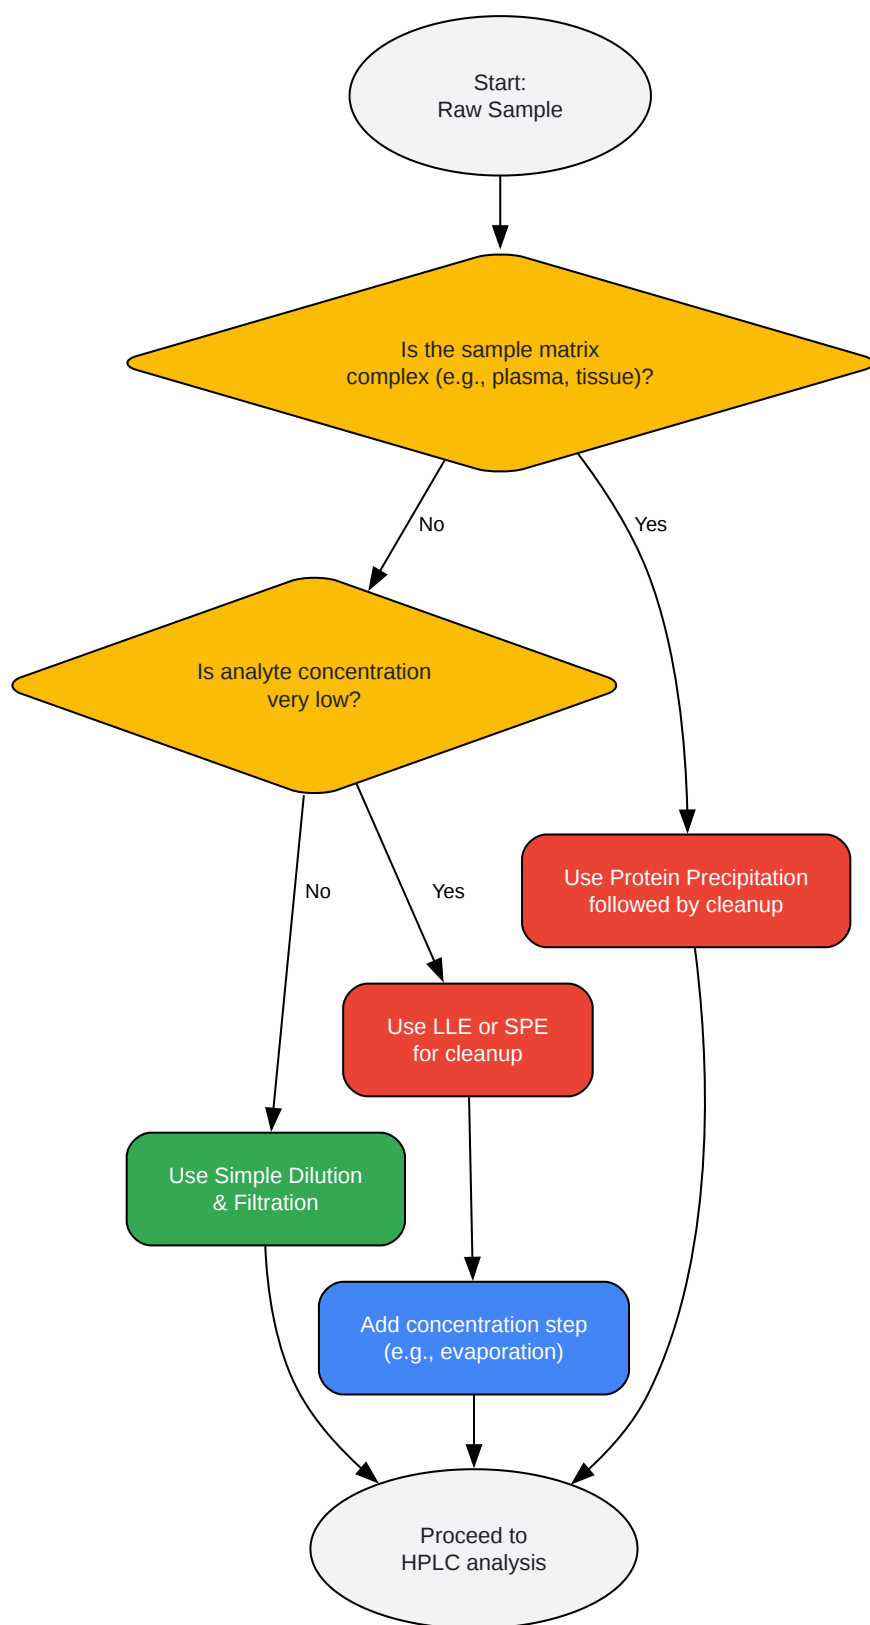 Start:
Raw Sample
Is the sample matrix
complex (e.g., plasma, tissue)?
No
Yes
Is analyte concentration
very low?
No
Yes
Use Protein Precipitation
followed by cleanup
Use LLE or SPE
for cleanup
Use Simple Dilution
& Filtration
Add concentration step
(e.g., evaporation)
Proceed to
HPLC analysis